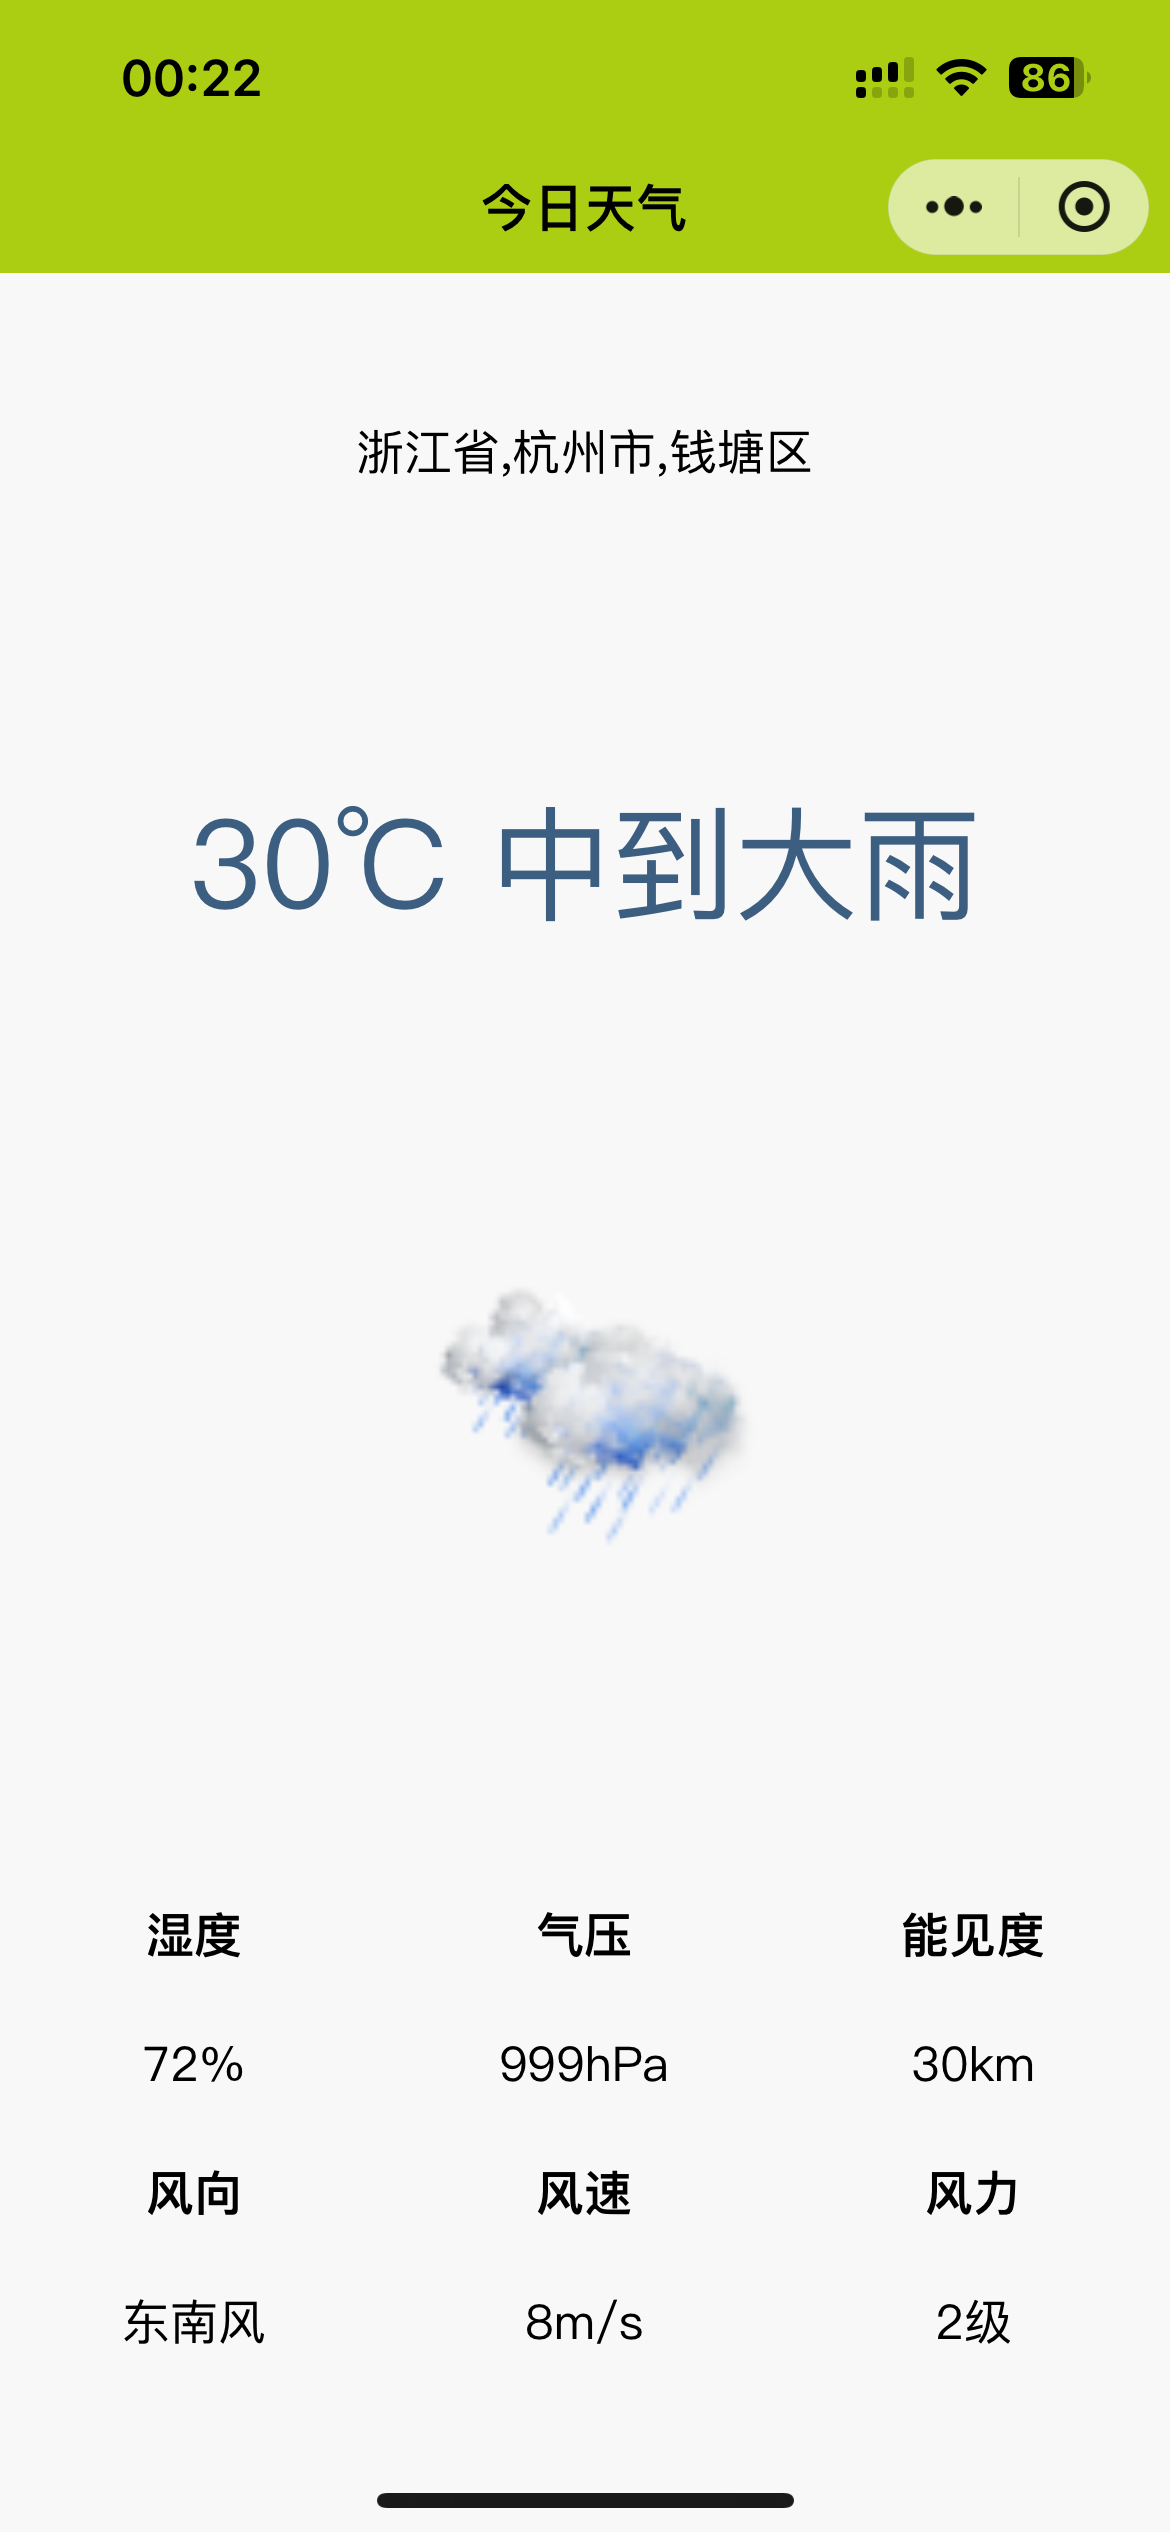 00:22
86
今日天气
浙江省,杭州市,钱塘区
30℃ 中到大雨
湿度 气压 能见度
72% 999hPa 30km
风向 风速 风力
东南风 8m/s 2级